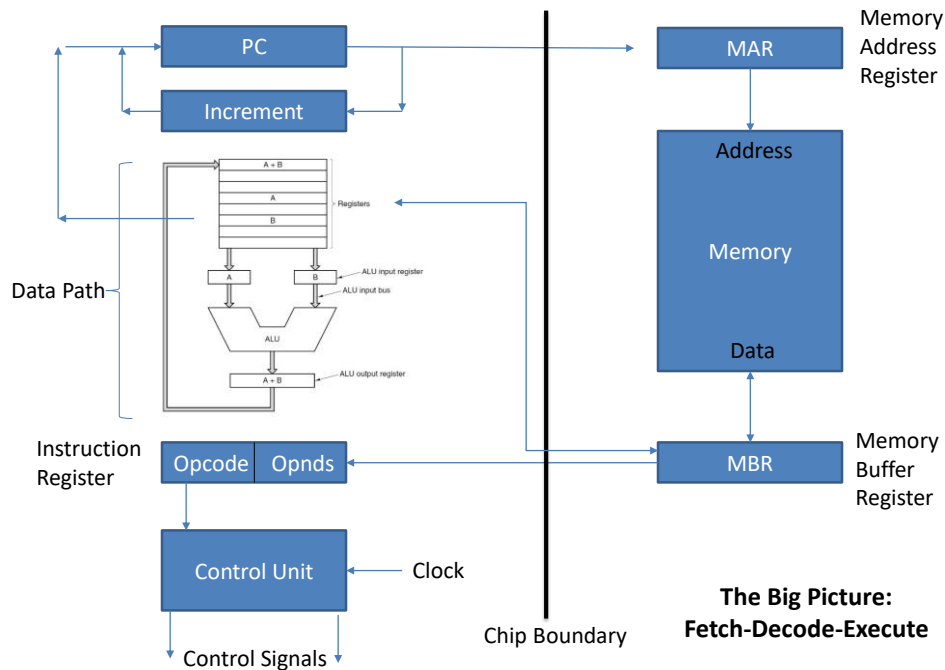 PC
Increment
MAR
Memory
Address
Register
Address
Memory
Data
A + B
A
B
Registers
A
B
ALU input register
ALU input bus
ALU
A + B
ALU output register
Data Path
Instruction
Register
Opcode
Opnds
MBR
Memory
Buffer
Register
Control Unit
Clock
Control Signals
Chip Boundary
The Big Picture:
Fetch-Decode-Execute